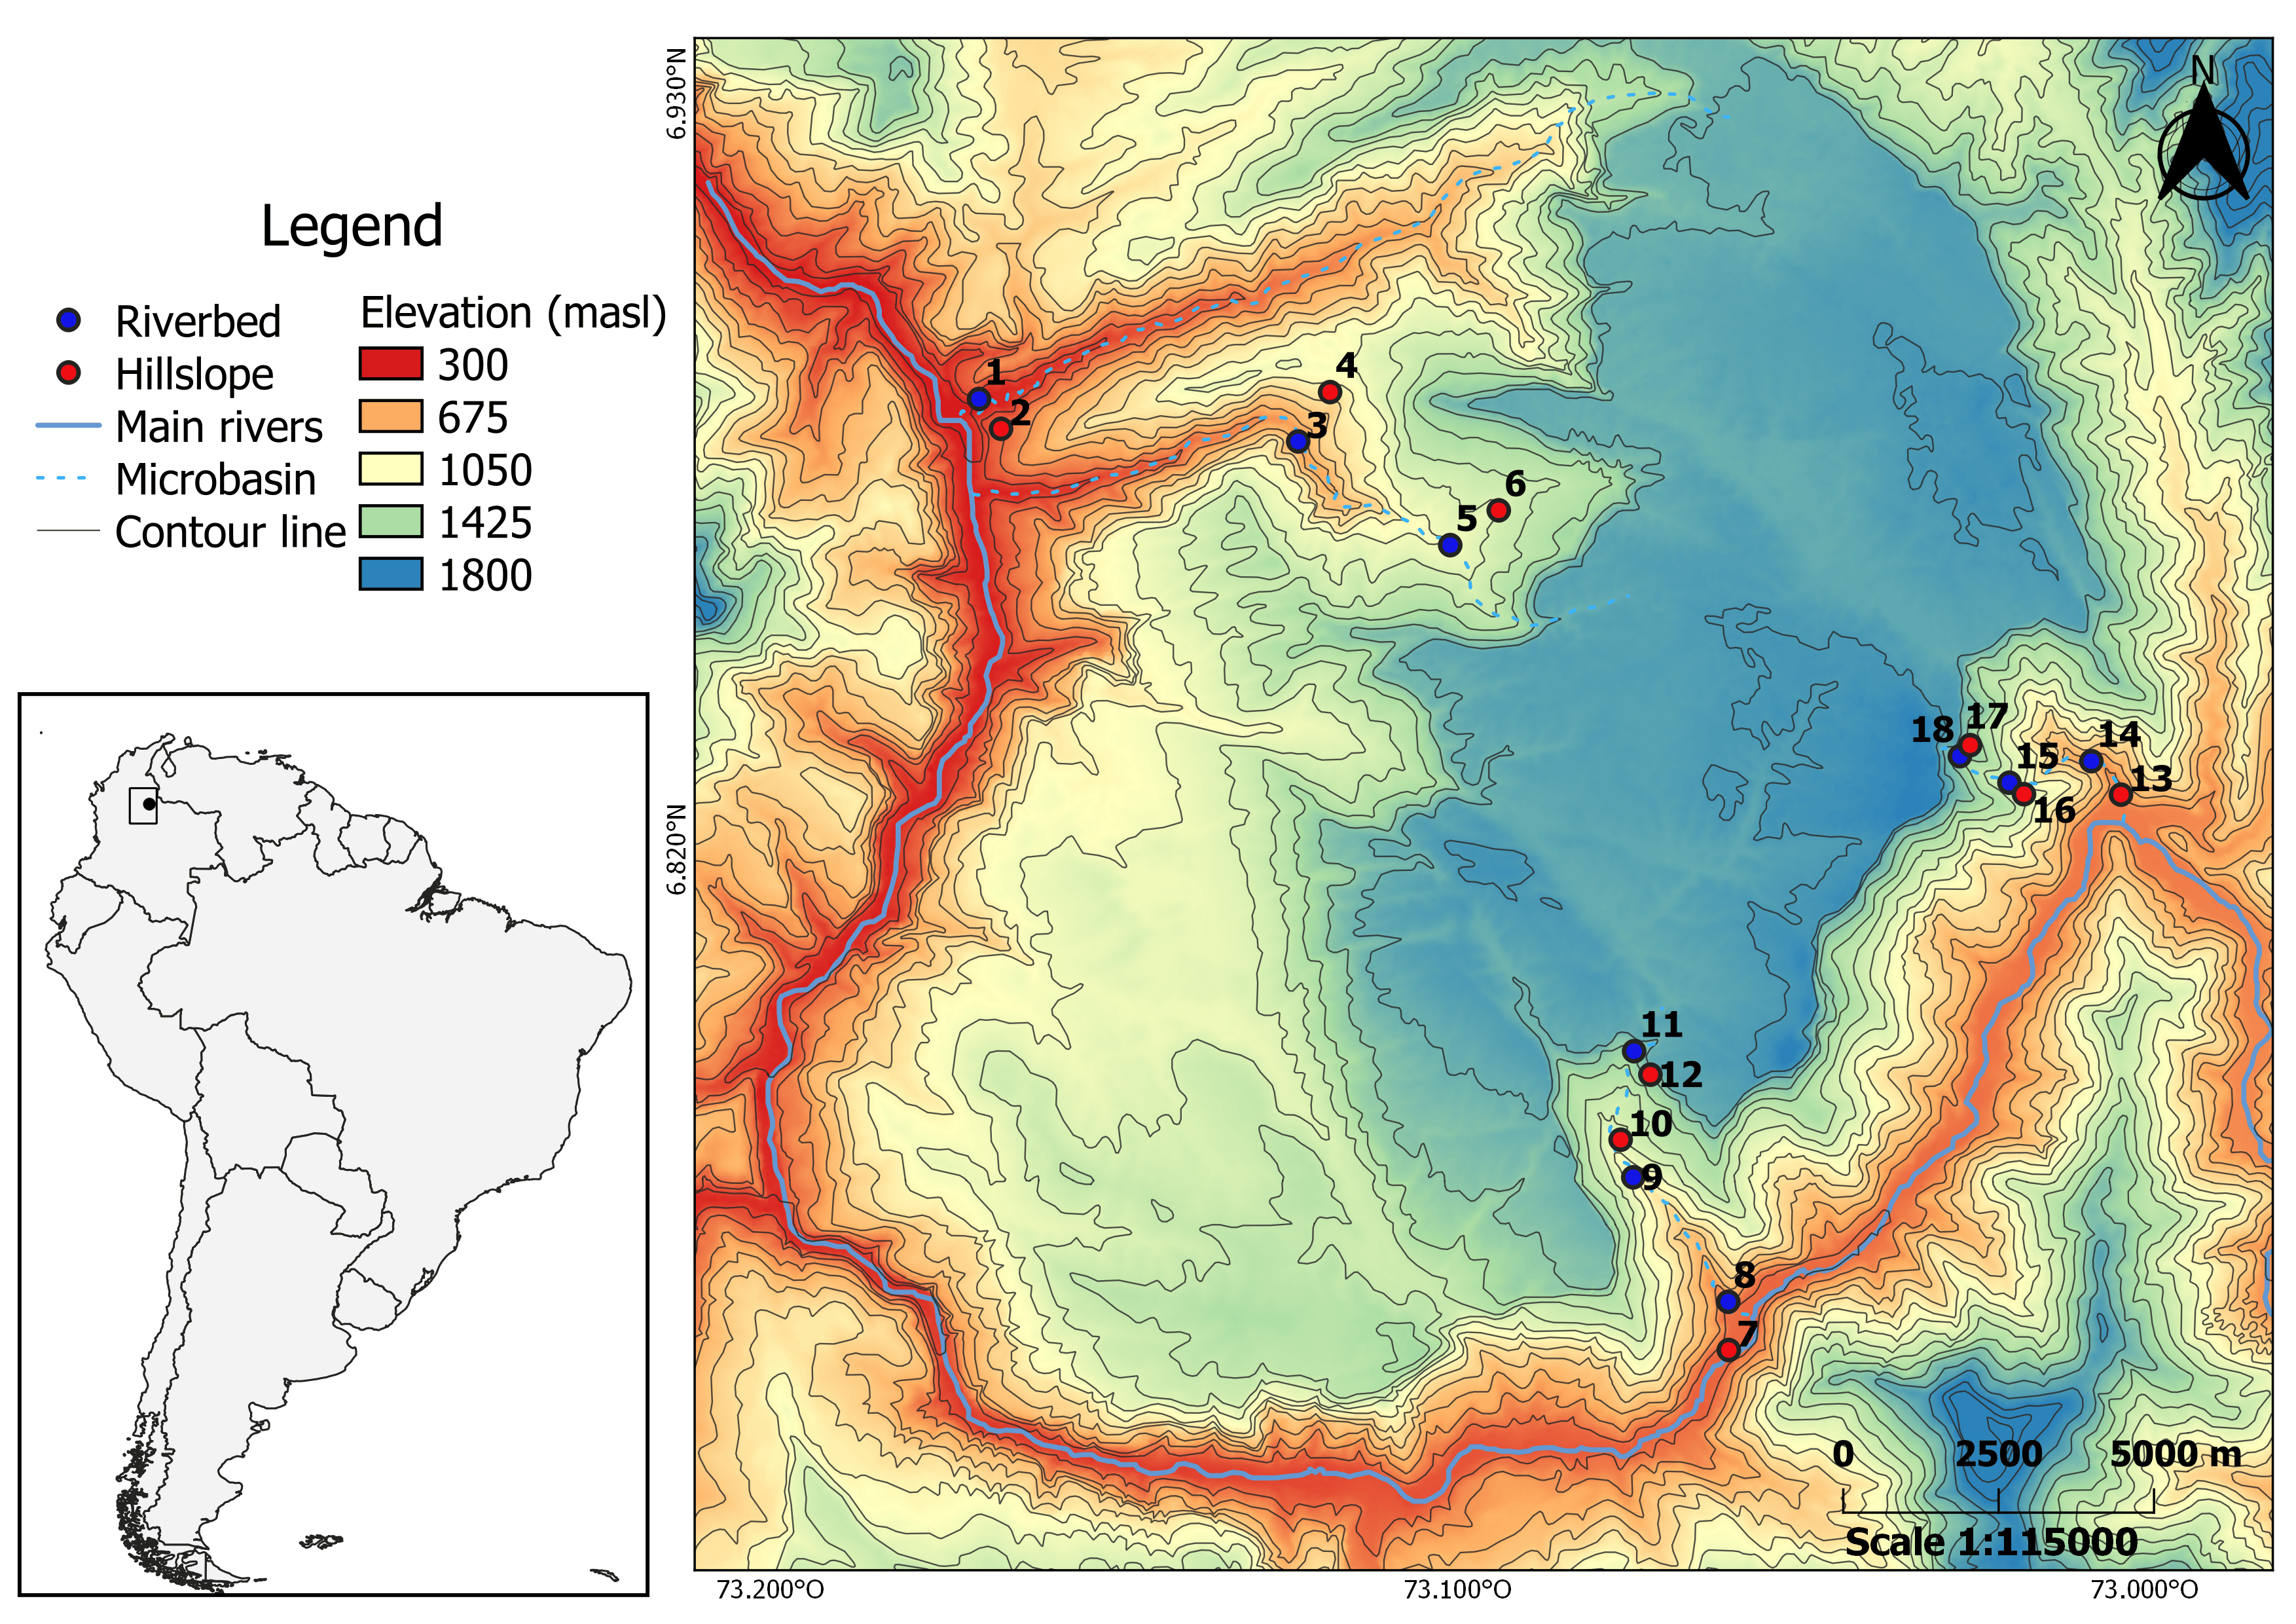 Legend
Riverbed
Hillslope
Main rivers
Microbasin
Contour line
Elevation (masl)
300
675
1050
1425
1800
6.930°N
6.820°N
N
1
2
3
4
5
6
18
17
15
14
16
13
11
12
10
9
8
7
0 2500 5000 m
Scale 1:115000
73.200°O
73.100°O
73.000°O